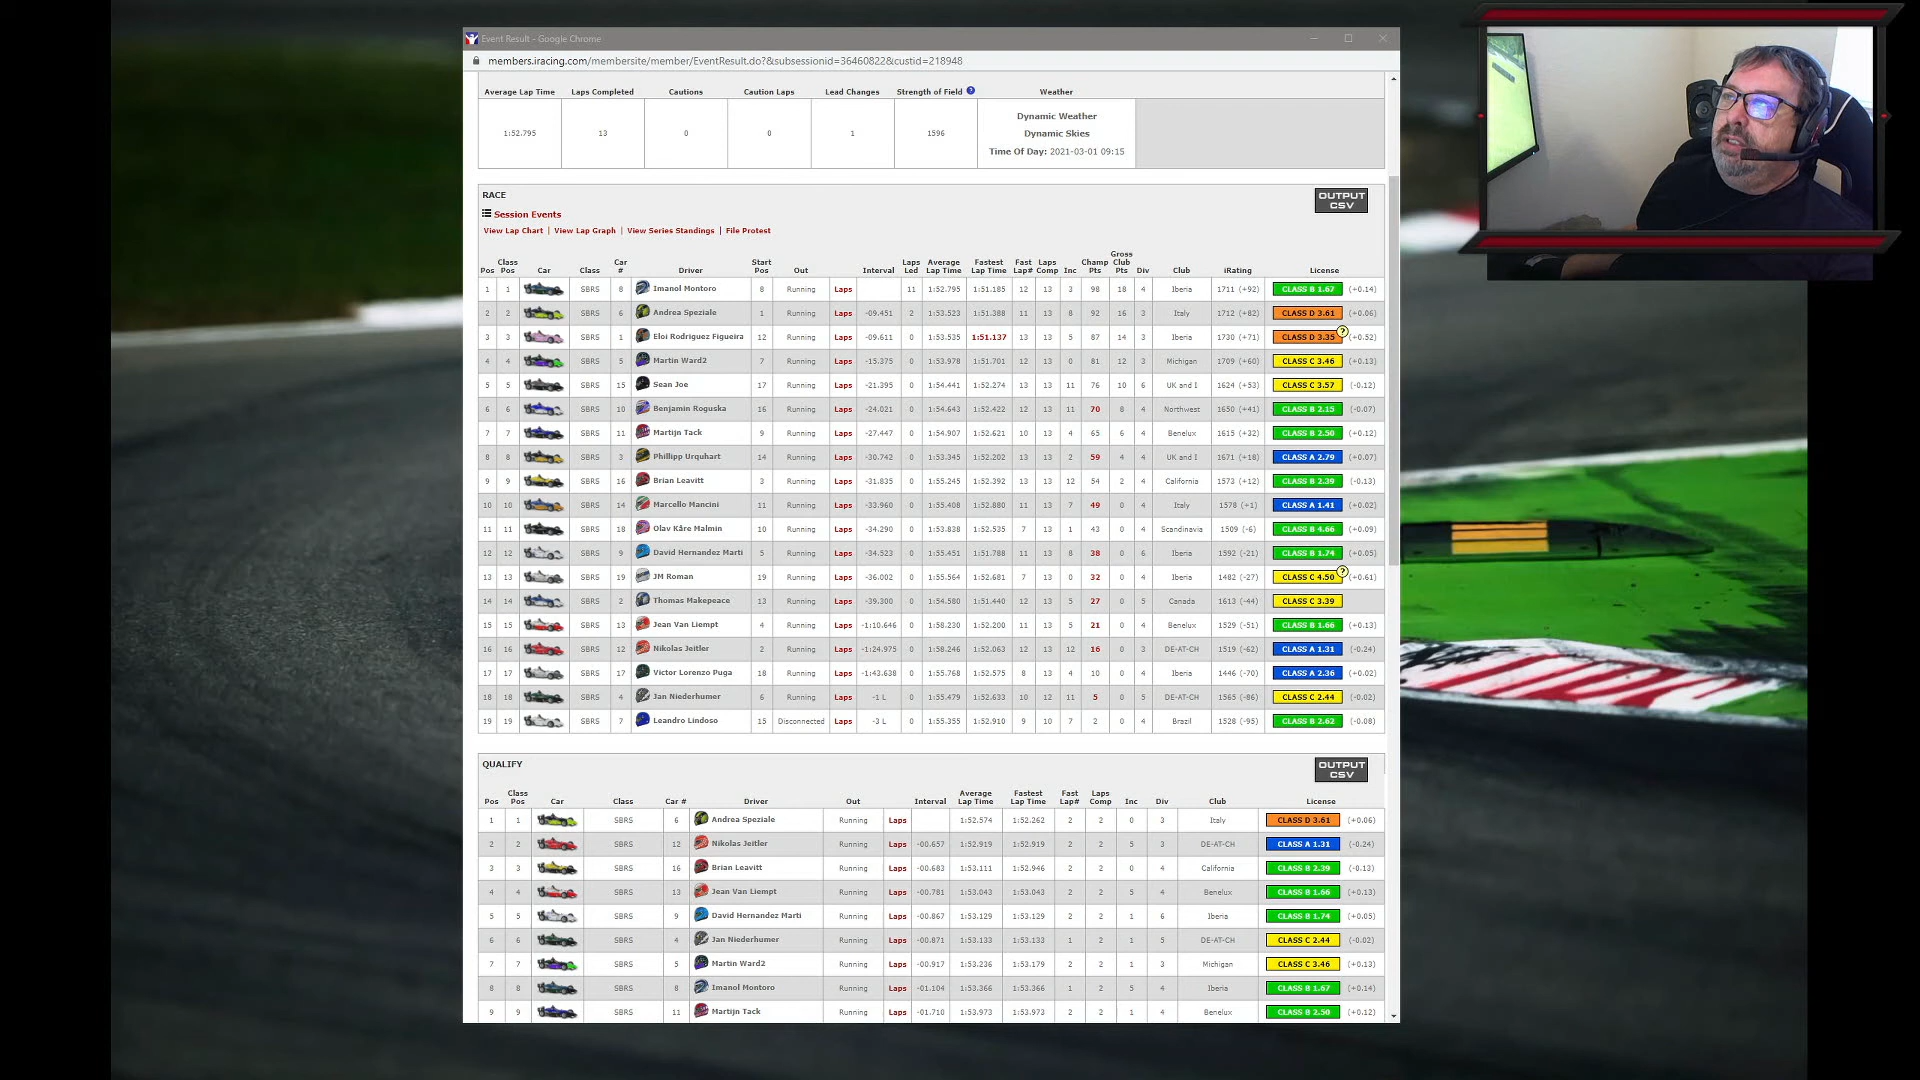 Event Result - Google Chrome
members.iracing.com/membersite/member/EventResult.do?&subsessionid=36460822&custid=218948
Average Lap Time Laps Completed Cautions Caution Laps Lead Changes Strength of Field ? Weather
1:52.795 13 0 0 1 1596 Dynamic Weather
Dynamic Skies
Time Of Day: 2021-03-01 09:15
RACE OUTPUT CSV
Session Events
View Lap Chart | View Lap Graph | View Series Standings | File Protest
Pos Class Pos Car Class Car # Driver Start Pos Out Interval Laps Led Average Lap Time Fastest Lap Time Fast Lap# Laps Comp Inc Champ Pts Gross Club Pts Div Club iRating License
1 1 SBRS 8 Imanol Montoro 8 Running Laps 11 1:52.795 1:51.185 12 13 3 98 18 4 Iberia 1711 (+92) CLASS B 1.67 (+0.14)
2 2 SBRS 6 Andrea Speziale 1 Running Laps -09.451 2 1:53.523 1:51.388 11 13 8 92 16 3 Italy 1712 (+82) CLASS D 3.61 (+0.06)
3 3 SBRS 1 Eloi Rodriguez Figueira 12 Running Laps -09.611 0 1:53.535 1:51.137 13 13 5 87 14 3 Iberia 1730 (+71) CLASS D 3.35 ? (+0.52)
4 4 SBRS 5 Martin Ward2 7 Running Laps -15.375 0 1:53.978 1:51.701 12 13 0 81 12 3 Michigan 1709 (+60) CLASS C 3.46 (+0.13)
5 5 SBRS 15 Sean Joe 17 Running Laps -21.395 0 1:54.441 1:52.274 13 13 11 76 10 6 UK and I 1624 (+53) CLASS C 3.57 (-0.12)
6 6 SBRS 10 Benjamin Roguska 16 Running Laps -24.021 0 1:54.643 1:52.422 12 13 11 70 8 4 Northwest 1650 (+41) CLASS B 2.15 (-0.07)
7 7 SBRS 11 Martijn Tack 9 Running Laps -27.447 0 1:54.907 1:52.621 10 13 4 65 6 4 Benelux 1615 (+32) CLASS B 2.50 (+0.12)
8 8 SBRS 3 Phillipp Urquhart 14 Running Laps -30.742 0 1:53.345 1:52.202 13 13 2 59 4 4 UK and I 1671 (+18) CLASS A 2.79 (+0.07)
9 9 SBRS 16 Brian Leavitt 3 Running Laps -31.835 0 1:55.245 1:52.392 13 13 12 54 2 4 California 1573 (+12) CLASS B 2.39 (-0.13)
10 10 SBRS 14 Marcello Mancini 11 Running Laps -33.960 0 1:55.408 1:52.880 11 13 7 49 0 4 Italy 1578 (+1) CLASS A 1.41 (+0.02)
11 11 SBRS 18 Olav Kåre Malmin 10 Running Laps -34.290 0 1:53.838 1:52.535 7 13 1 43 0 4 Scandinavia 1509 (-6) CLASS B 4.66 (+0.09)
12 12 SBRS 9 David Hernandez Marti 5 Running Laps -34.523 0 1:55.451 1:51.788 11 13 8 38 0 6 Iberia 1592 (-21) CLASS B 1.74 (+0.05)
13 13 SBRS 19 JM Roman 19 Running Laps -36.002 0 1:55.564 1:52.681 7 13 0 32 0 4 Iberia 1482 (-27) CLASS C 4.50 ? (+0.61)
14 14 SBRS 2 Thomas Makepeace 13 Running Laps -39.300 0 1:54.580 1:51.440 12 13 5 27 0 5 Canada 1613 (-44) CLASS C 3.39
15 15 SBRS 13 Jean Van Liempt 4 Running Laps -1:10.646 0 1:58.230 1:52.200 11 13 5 21 0 4 Benelux 1529 (-51) CLASS B 1.66 (+0.13)
16 16 SBRS 12 Nikolas Jeitler 2 Running Laps -1:24.975 0 1:58.246 1:52.063 12 13 12 16 0 3 DE-AT-CH 1519 (-62) CLASS A 1.31 (-0.24)
17 17 SBRS 17 Victor Lorenzo Puga 18 Running Laps -1:43.638 0 1:55.768 1:52.575 8 13 4 10 0 4 Iberia 1446 (-70) CLASS A 2.36 (+0.02)
18 18 SBRS 4 Jan Niederhumer 6 Running Laps -1 L 0 1:55.479 1:52.633 10 12 11 5 0 5 DE-AT-CH 1565 (-86) CLASS C 2.44 (-0.02)
19 19 SBRS 7 Leandro Lindoso 15 Disconnected Laps -3 L 0 1:55.355 1:52.910 9 10 7 2 0 4 Brazil 1528 (-95) CLASS B 2.62 (-0.08)
QUALIFY OUTPUT CSV
Pos Class Pos Car Class Car # Driver Out Interval Average Lap Time Fastest Lap Time Fast Lap# Laps Comp Inc Div Club License
1 1 SBRS 6 Andrea Speziale Running Laps 1:52.574 1:52.262 2 2 0 3 Italy CLASS D 3.61 (+0.06)
2 2 SBRS 12 Nikolas Jeitler Running Laps -00.657 1:52.919 1:52.919 2 2 5 3 DE-AT-CH CLASS A 1.31 (-0.24)
3 3 SBRS 16 Brian Leavitt Running Laps -00.683 1:53.111 1:52.946 2 2 0 4 California CLASS B 2.39 (-0.13)
4 4 SBRS 13 Jean Van Liempt Running Laps -00.781 1:53.043 1:53.043 2 2 5 4 Benelux CLASS B 1.66 (+0.13)
5 5 SBRS 9 David Hernandez Marti Running Laps -00.867 1:53.129 1:53.129 2 2 1 6 Iberia CLASS B 1.74 (+0.05)
6 6 SBRS 4 Jan Niederhumer Running Laps -00.871 1:53.133 1:53.133 1 2 1 5 DE-AT-CH CLASS C 2.44 (-0.02)
7 7 SBRS 5 Martin Ward2 Running Laps -00.917 1:53.236 1:53.179 2 2 1 3 Michigan CLASS C 3.46 (+0.13)
8 8 SBRS 8 Imanol Montoro Running Laps -01.104 1:53.366 1:53.366 1 2 5 4 Iberia CLASS B 1.67 (+0.14)
9 9 SBRS 11 Martijn Tack Running Laps -01.710 1:53.973 1:53.973 2 2 1 4 Benelux CLASS B 2.50 (+0.12)